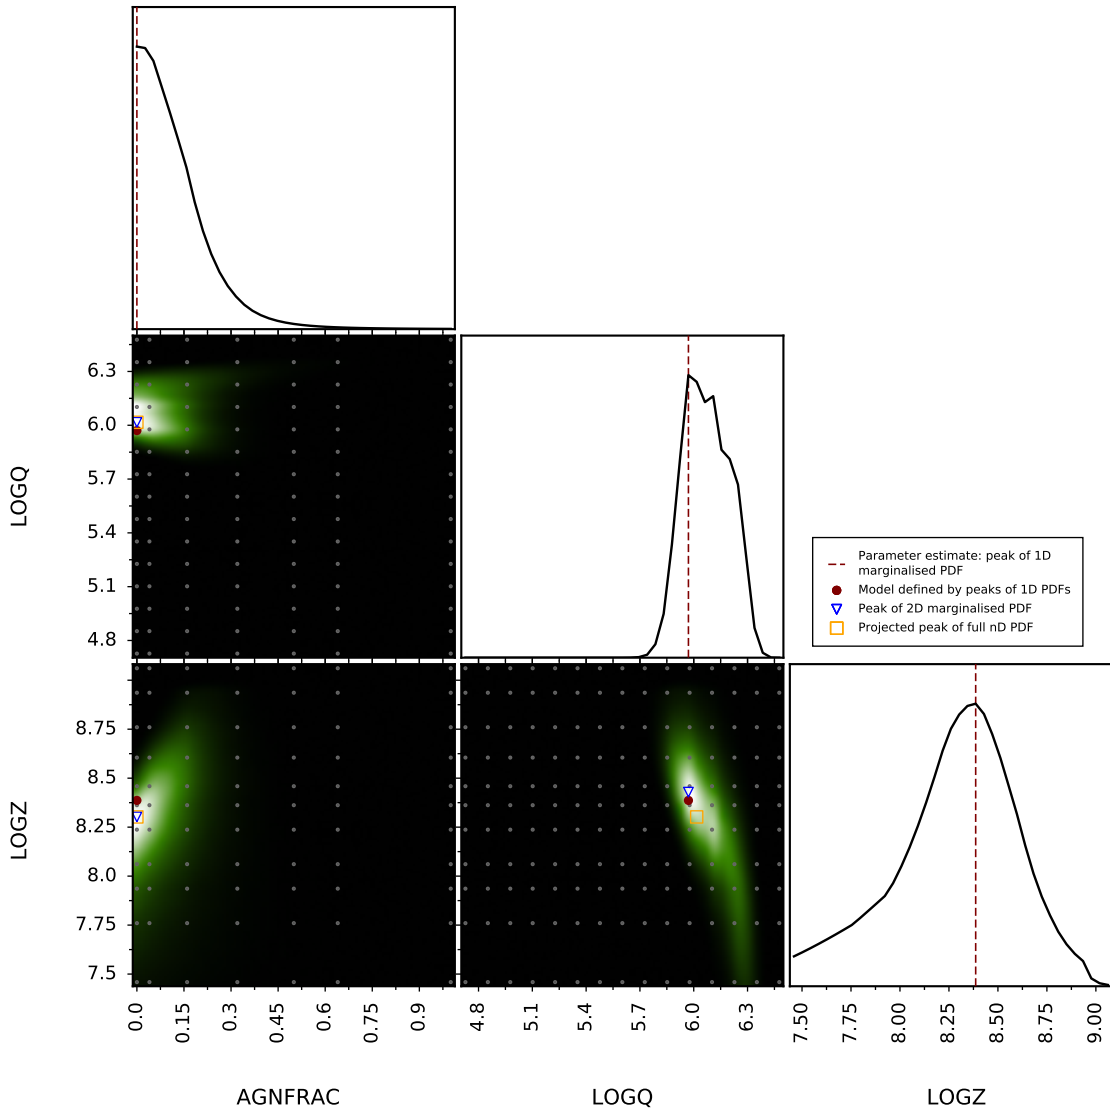 6.3
6.0
5.7
5.4
5.1
4.8
LOGQ
Parameter estimate: peak of 1D
marginalised PDF
Model defined by peaks of 1D PDFs
Peak of 2D marginalised PDF
Projected peak of full nD PDF
8.75
8.5
8.25
8.0
7.75
7.5
LOGZ
0.0 0.15 0.3 0.45 0.6 0.75 0.9
4.8 5.1 5.4 5.7 6.0 6.3
7.50 7.75 8.00 8.25 8.50 8.75 9.00
AGNFRAC
LOGQ
LOGZ